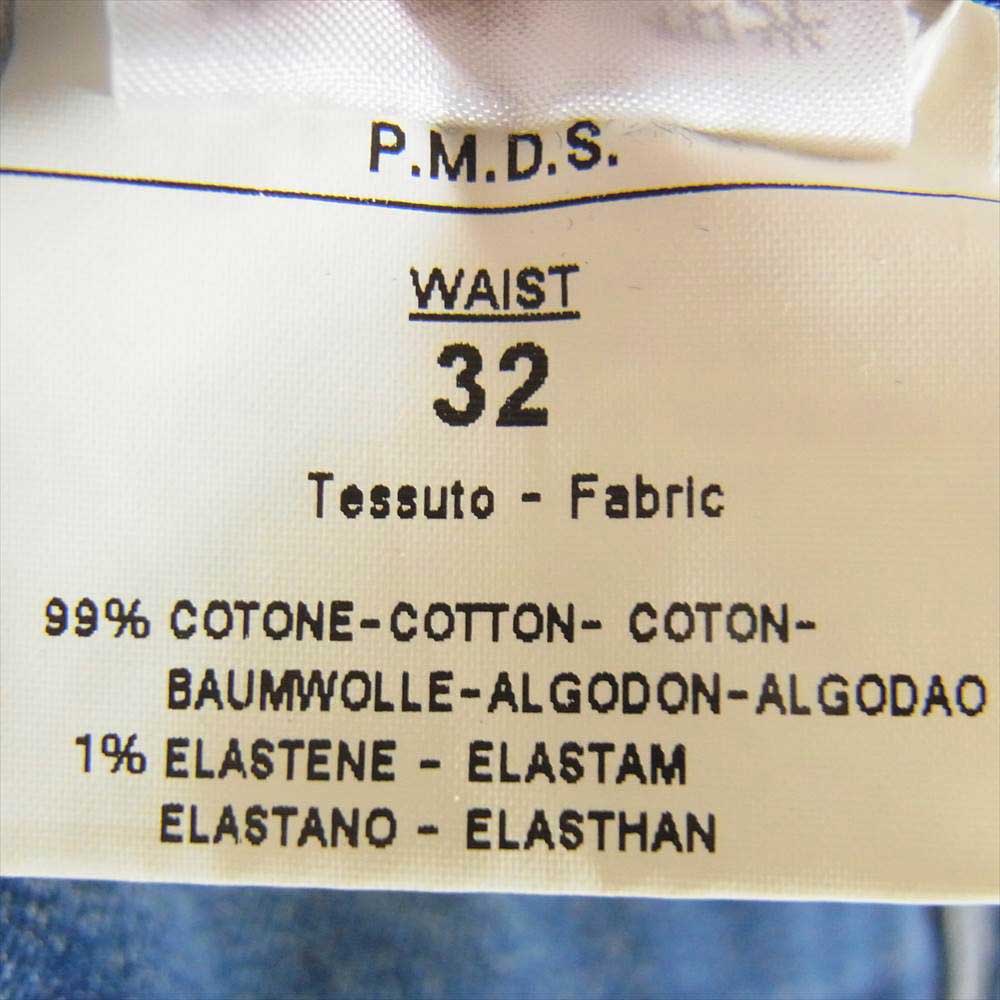 P.M.D.S.
WAIST
32
Tessuto - Fabric
99% COTONE-COTTON- COTON-
BAUMWOLLE-ALGODON-ALGODAO
1% ELASTENE - ELASTAM
ELASTANO - ELASTHAN